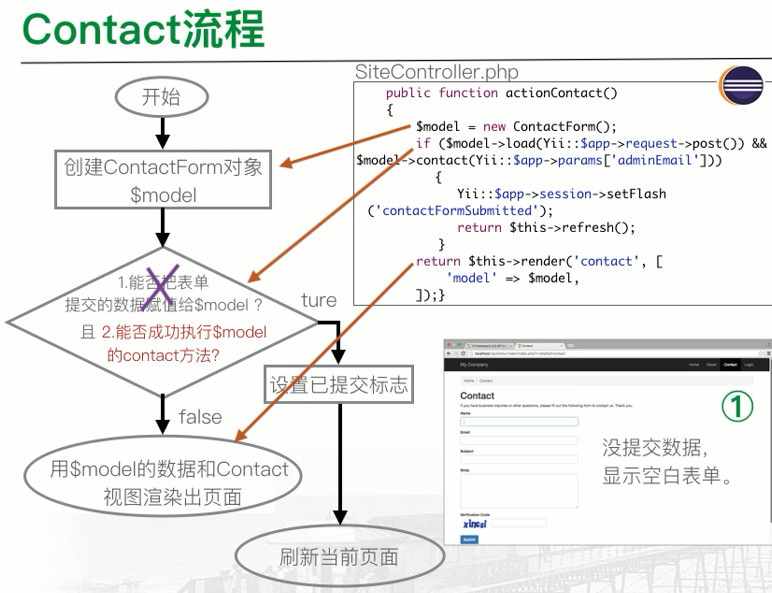 Contact流程
SiteController.php
开始
创建ContactForm对象
$model
1.能否把表单
提交的数据赋值给$model ?
且 2.能否成功执行$model
的contact方法?
ture
false
设置已提交标志
用$model的数据和Contact
视图渲染出页面
刷新当前页面
public function actionContact()
{
$model = new ContactForm();
if ($model->load(Yii::$app->request->post()) &&
$model->contact(Yii::$app->params['adminEmail']))
{
Yii::$app->session->setFlash
('contactFormSubmitted');
return $this->refresh();
}
return $this->render('contact', [
'model' => $model,
]);}
My Company
Home About Contact Login
Home / Contact
Contact
If you have business inquiries or other questions, please fill out the following form to contact us. Thank you.
Name
Email
Subject
Body
Verification Code
Submit
①
没提交数据，
显示空白表单。